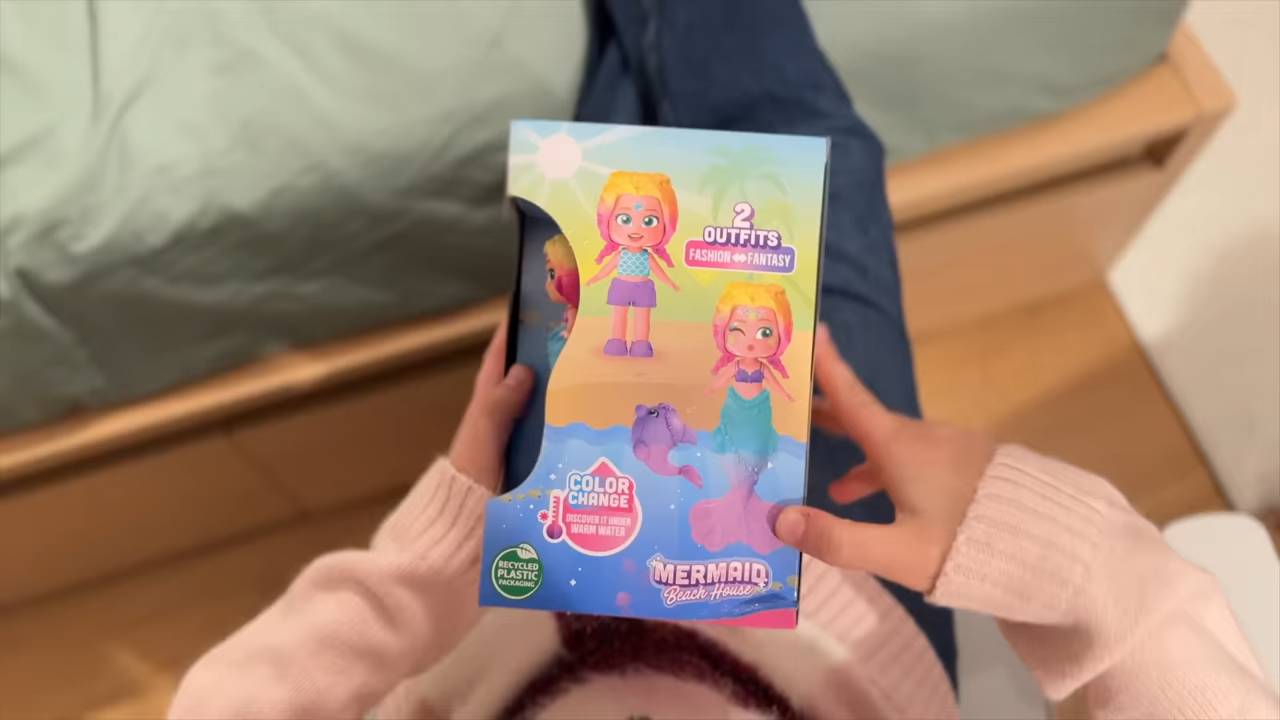 2
OUTFITS
FASHION FANTASY
COLOR
CHANGE
DISCOVER IT UNDER
WARM WATER
RECYCLED
PLASTIC
PACKAGING
MERMAID
Beach House